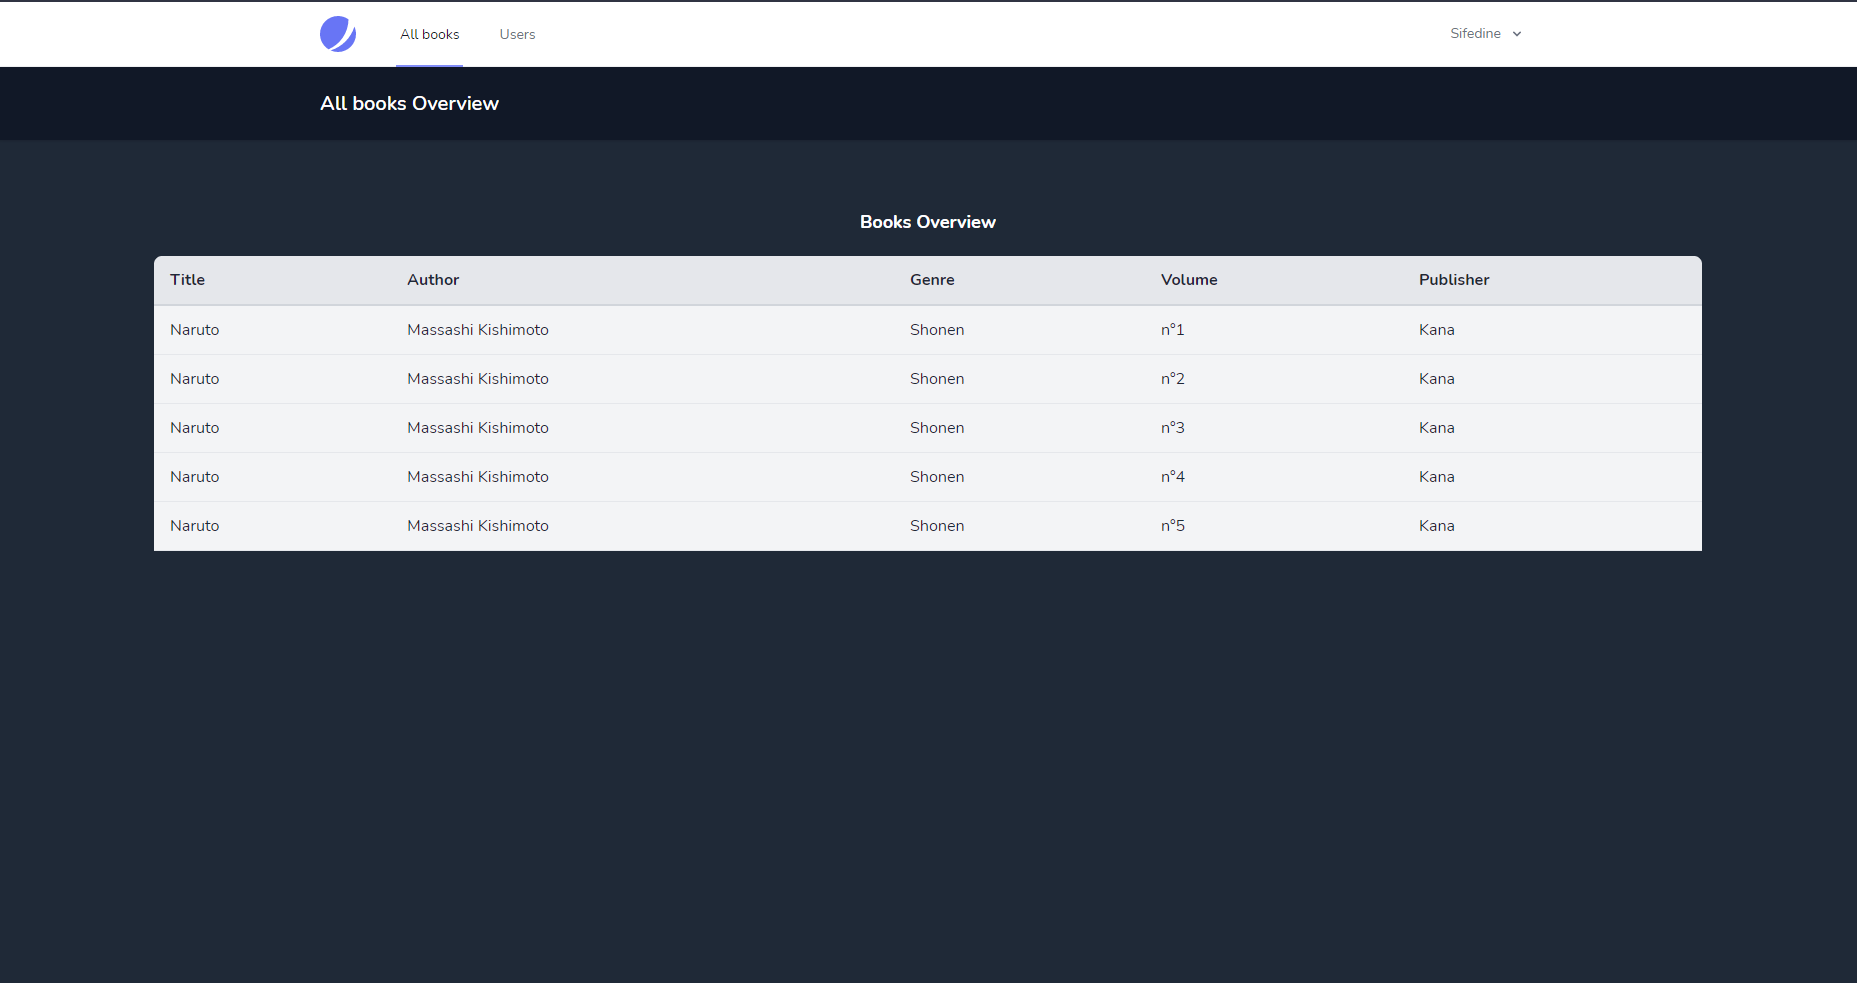 All books Users Sifedine
All books Overview
Books Overview
Title Author Genre Volume Publisher
Naruto Massashi Kishimoto Shonen n°1 Kana
Naruto Massashi Kishimoto Shonen n°2 Kana
Naruto Massashi Kishimoto Shonen n°3 Kana
Naruto Massashi Kishimoto Shonen n°4 Kana
Naruto Massashi Kishimoto Shonen n°5 Kana